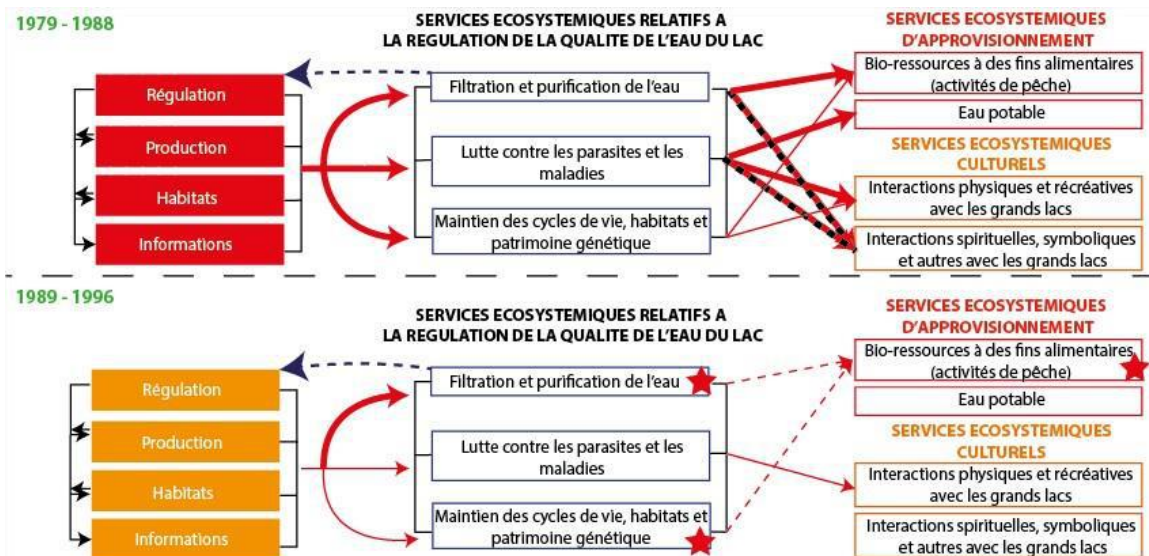 1979 - 1988
SERVICES ECOSYSTEMIQUES RELATIFS A
LA REGULATION DE LA QUALITE DE L'EAU DU LAC
SERVICES ECOSYSTEMIQUES
D'APPROVISIONNEMENT
Régulation
Production
Habitats
Informations
Filtration et purification de l'eau
Lutte contre les parasites et les
maladies
Maintien des cycles de vie, habitats et
patrimoine génétique
Bio-ressources à des fins alimentaires
(activités de pêche)
Eau potable
SERVICES ECOSYSTEMIQUES
CULTURELS
Interactions physiques et récréatives
avec les grands lacs
Interactions spirituelles, symboliques
et autres avec les grands lacs
1989 - 1996
SERVICES ECOSYSTEMIQUES RELATIFS A
LA REGULATION DE LA QUALITE DE L'EAU DU LAC
SERVICES ECOSYSTEMIQUES
D'APPROVISIONNEMENT
Régulation
Production
Habitats
Informations
Filtration et purification de l'eau
Lutte contre les parasites et les
maladies
Maintien des cycles de vie, habitats et
patrimoine génétique
Bio-ressources à des fins alimentaires
(activités de pêche)
Eau potable
SERVICES ECOSYSTEMIQUES
CULTURELS
Interactions physiques et récréatives
avec les grands lacs
Interactions spirituelles, symboliques
et autres avec les grands lacs